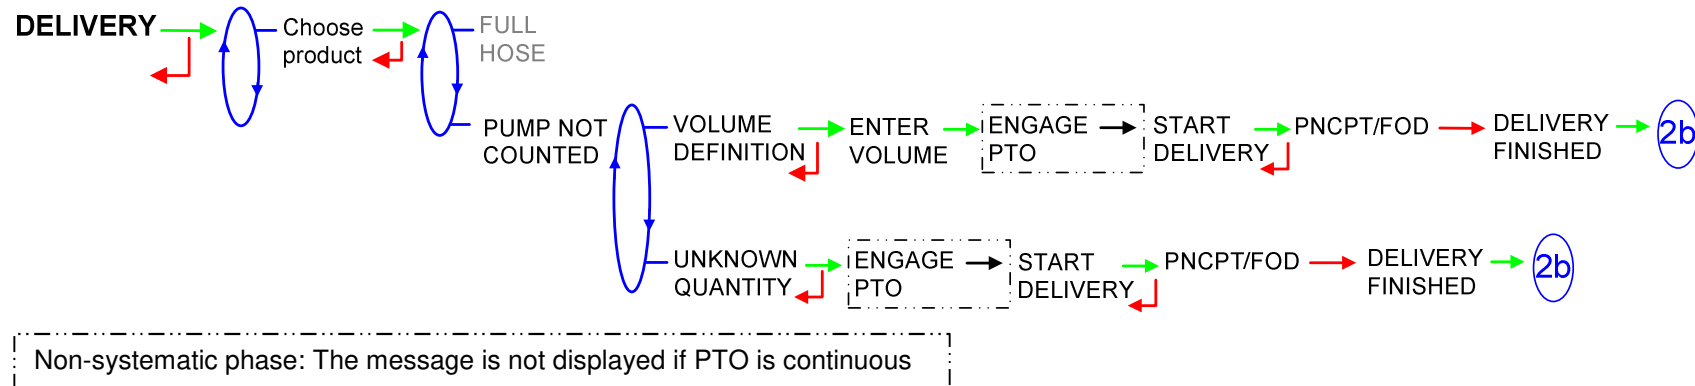 DELIVERY
Choose
product
FULL
HOSE
PUMP NOT
COUNTED
VOLUME
DEFINITION
ENTER
VOLUME
ENGAGE
PTO
START
DELIVERY
PNCPT/FOD
DELIVERY
FINISHED
2b
UNKNOWN
QUANTITY
ENGAGE
PTO
START
DELIVERY
PNCPT/FOD
DELIVERY
FINISHED
2b
Non-systematic phase: The message is not displayed if PTO is continuous